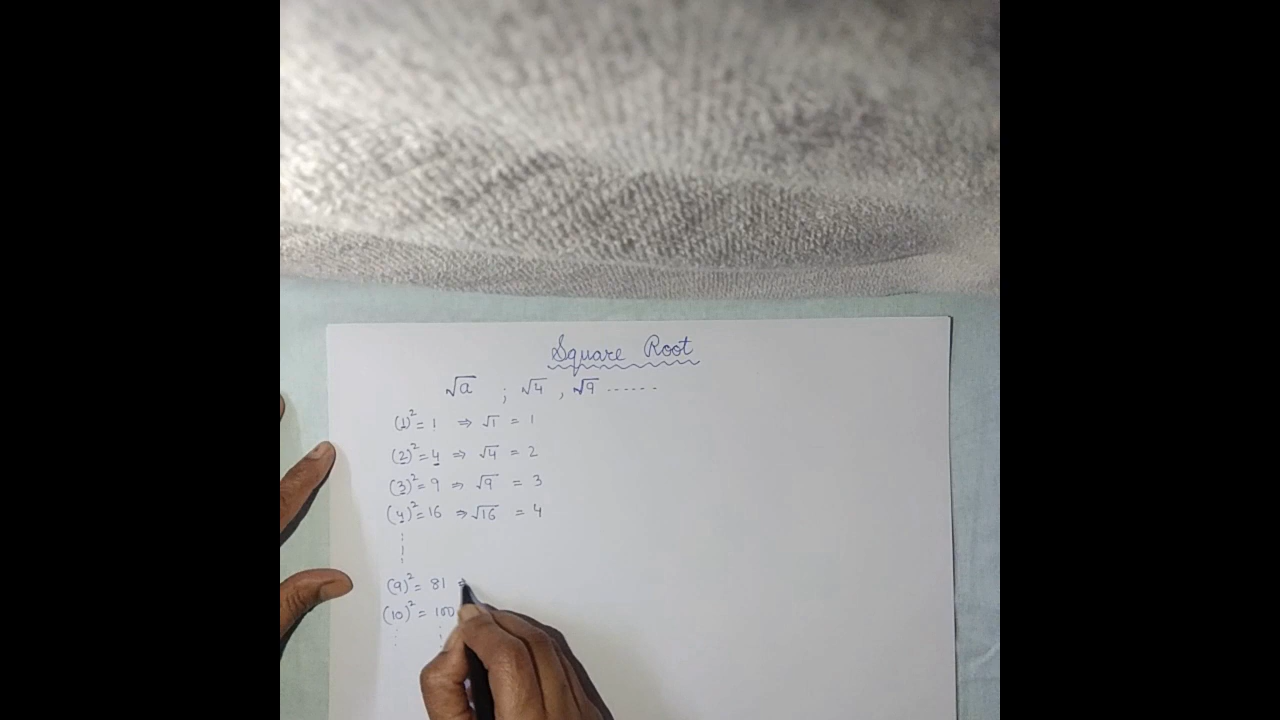 Square Root
√a ; √4 , √9 ------
(1)² = 1 ⇒ √1 = 1
(2)² = 4 ⇒ √4 = 2
(3)² = 9 ⇒ √9 = 3
(4)² = 16 ⇒ √16 = 4
(9)² = 81 ⇒
(10)² = 100